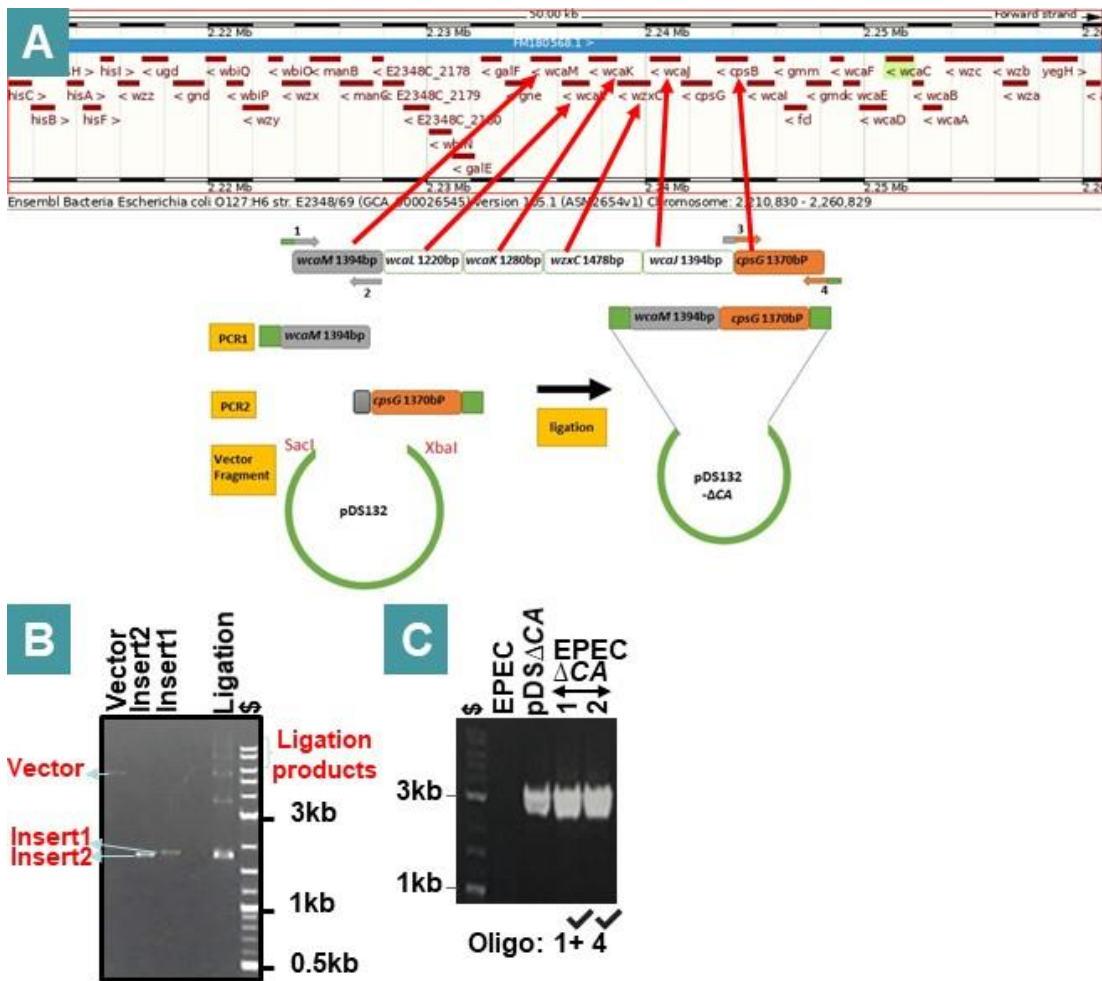 A
50.00 kb Forward strand
2.22 Mb 2.23 Mb 2.24 Mb 2.25 Mb
FM180568.1 >
H > hisI > < ugd < wbiQ < wbiO < manB < E2348C_2178 < galF < wcaM < wcaK < wcaJ < cpsB < gmm < wcaF < wcaC < wzc < wzb yegH >
hisC > hisA > < wzz < gnd < wbiP < wzx < manC < E2348C_2179 < gne < wzxC < cpsG < wcaI < gmd < wcaE < wcaB < wza
hisB > hisF > < wzy < fcl < wcaD < wcaA
< galE
2.22 Mb 2.23 Mb 2.24 Mb 2.25 Mb
Ensembl Bacteria Escherichia coli O127:H6 str. E2348/69 (GCA_000026545) version 105.1 (ASM2654v1) Chromosome: 2,210,830 - 2,260,829
1 3
wcaM 1394bp wcaL 1220bp wcaK 1280bp wzxC 1478bp wcaJ 1394bp cpsG 1370bP
2 4
PCR1 wcaM 1394bp
wcaM 1394bp cpsG 1370bP
PCR2 cpsG 1370bP
ligation
SacI XbaI
Vector
Fragment
pDS132
pDS132
-ΔCA
B
Vector
Insert2
Insert1
Ligation
$
Vector
Ligation
products
3kb
Insert1
Insert2
1kb
0.5kb
C
$
EPEC
pDSΔCA
EPEC
ΔCA
1
2
3kb
1kb
Oligo: 1+ 4